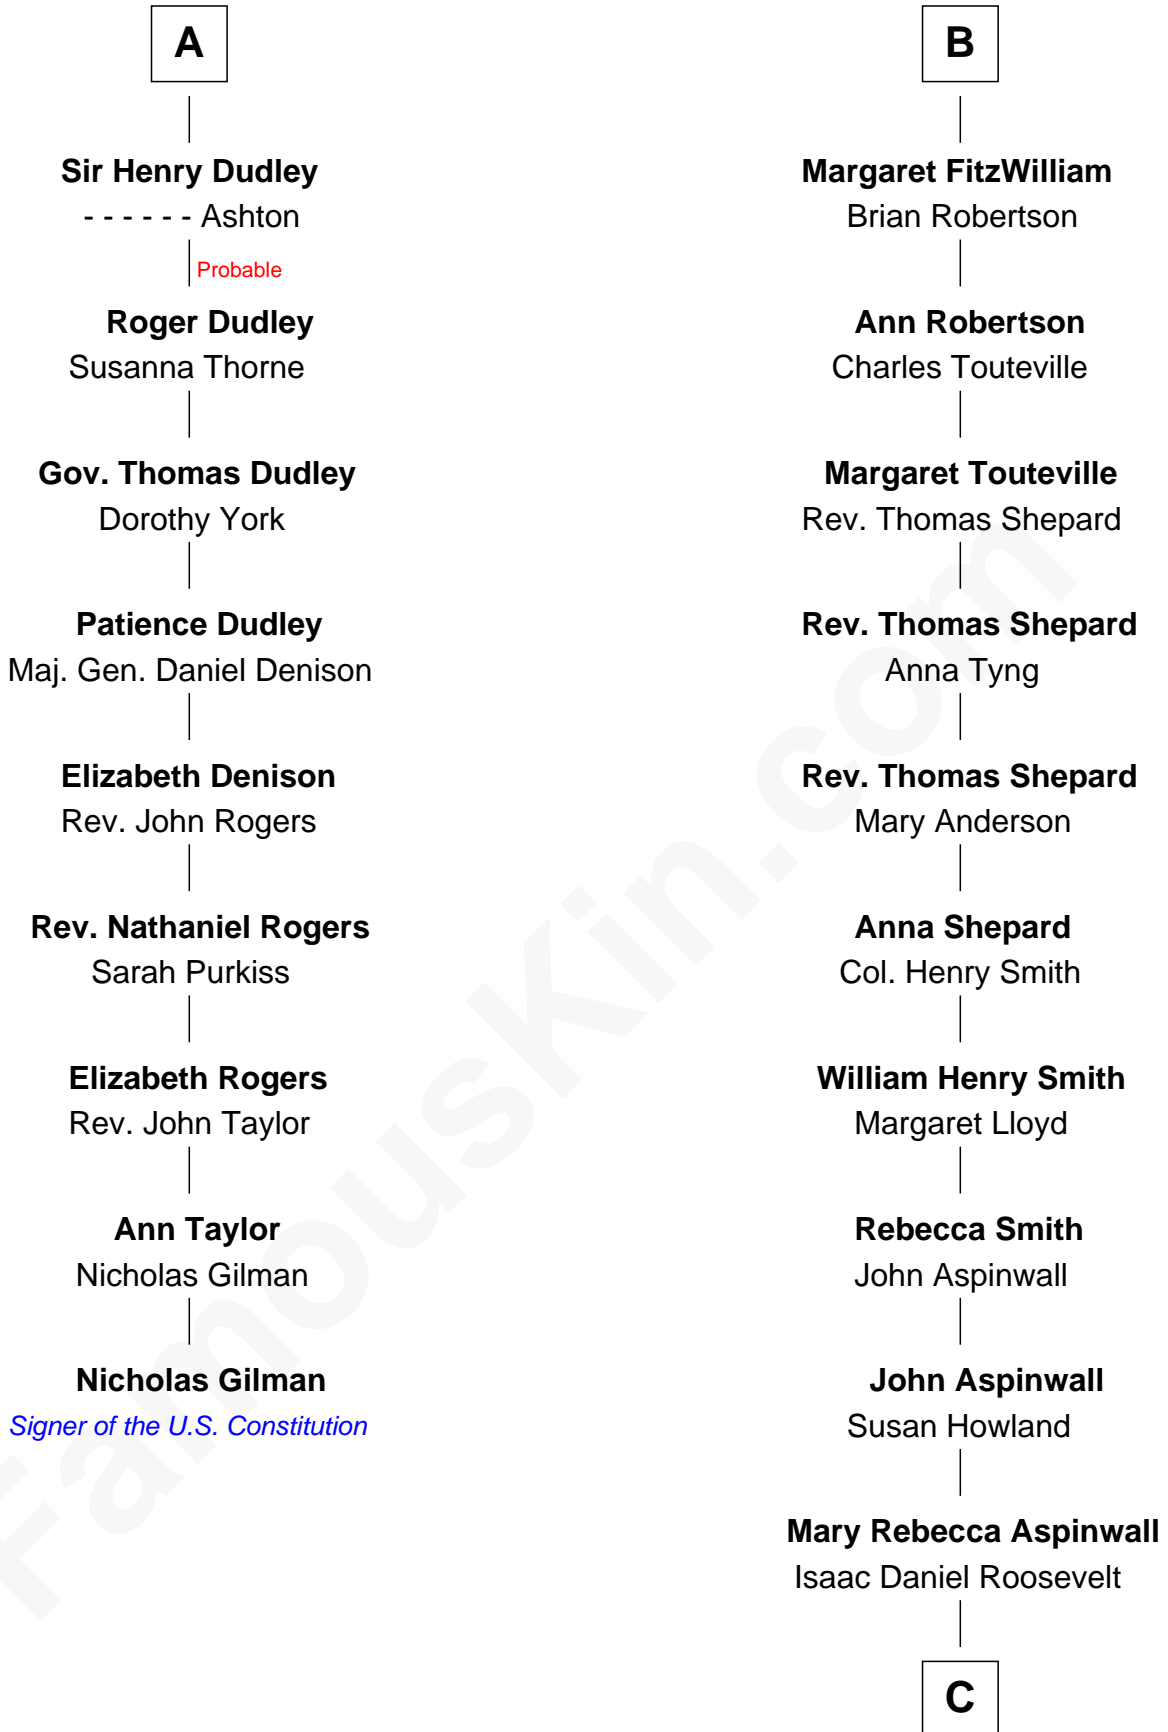 A
Sir Henry Dudley
- - - - - - Ashton
Probable
Roger Dudley
Susanna Thorne
Gov. Thomas Dudley
Dorothy York
Patience Dudley
Maj. Gen. Daniel Denison
Elizabeth Denison
Rev. John Rogers
Rev. Nathaniel Rogers
Sarah Purkiss
Elizabeth Rogers
Rev. John Taylor
Ann Taylor
Nicholas Gilman
Nicholas Gilman
Signer of the U.S. Constitution
B
Margaret FitzWilliam
Brian Robertson
Ann Robertson
Charles Touteville
Margaret Touteville
Rev. Thomas Shepard
Rev. Thomas Shepard
Anna Tyng
Rev. Thomas Shepard
Mary Anderson
Anna Shepard
Col. Henry Smith
William Henry Smith
Margaret Lloyd
Rebecca Smith
John Aspinwall
John Aspinwall
Susan Howland
Mary Rebecca Aspinwall
Isaac Daniel Roosevelt
C
FamousKin.com